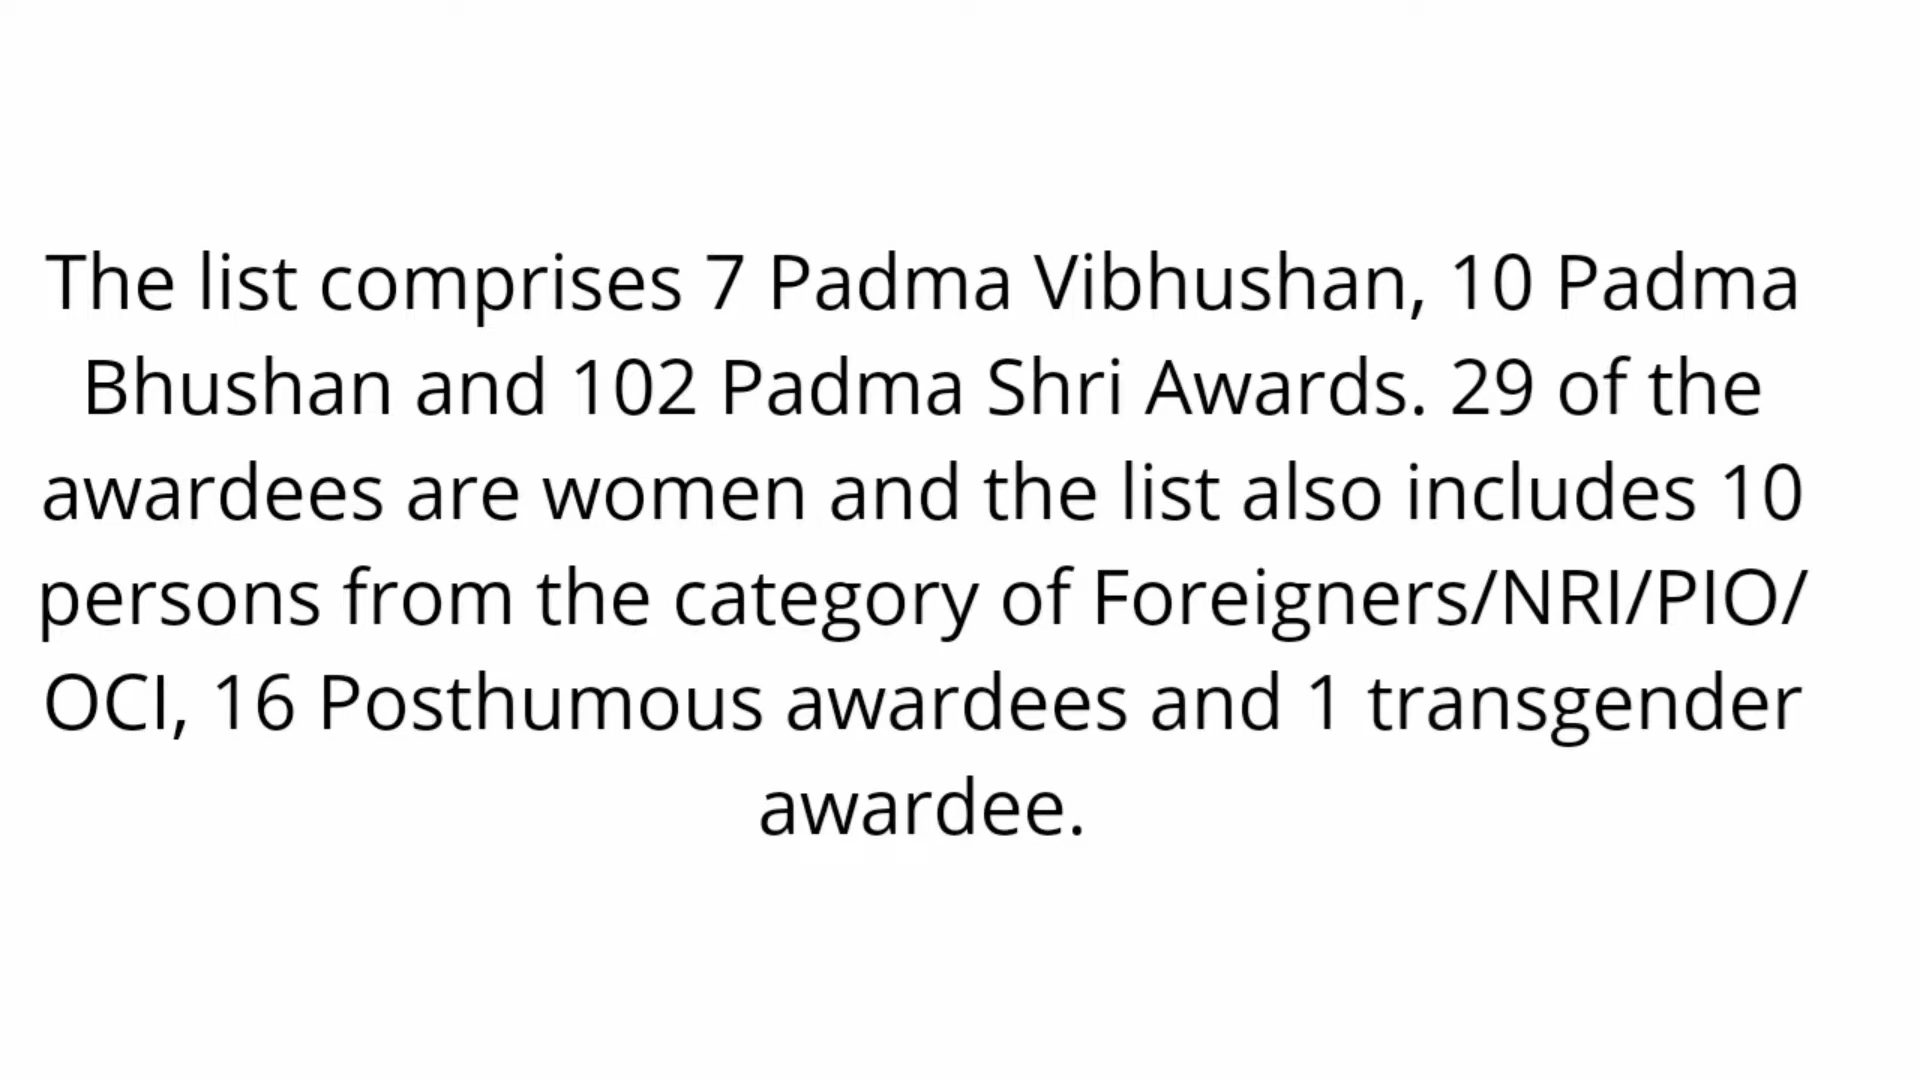 The list comprises 7 Padma Vibhushan, 10 Padma
Bhushan and 102 Padma Shri Awards. 29 of the
awardees are women and the list also includes 10
persons from the category of Foreigners/NRI/PIO/
OCI, 16 Posthumous awardees and 1 transgender
awardee.